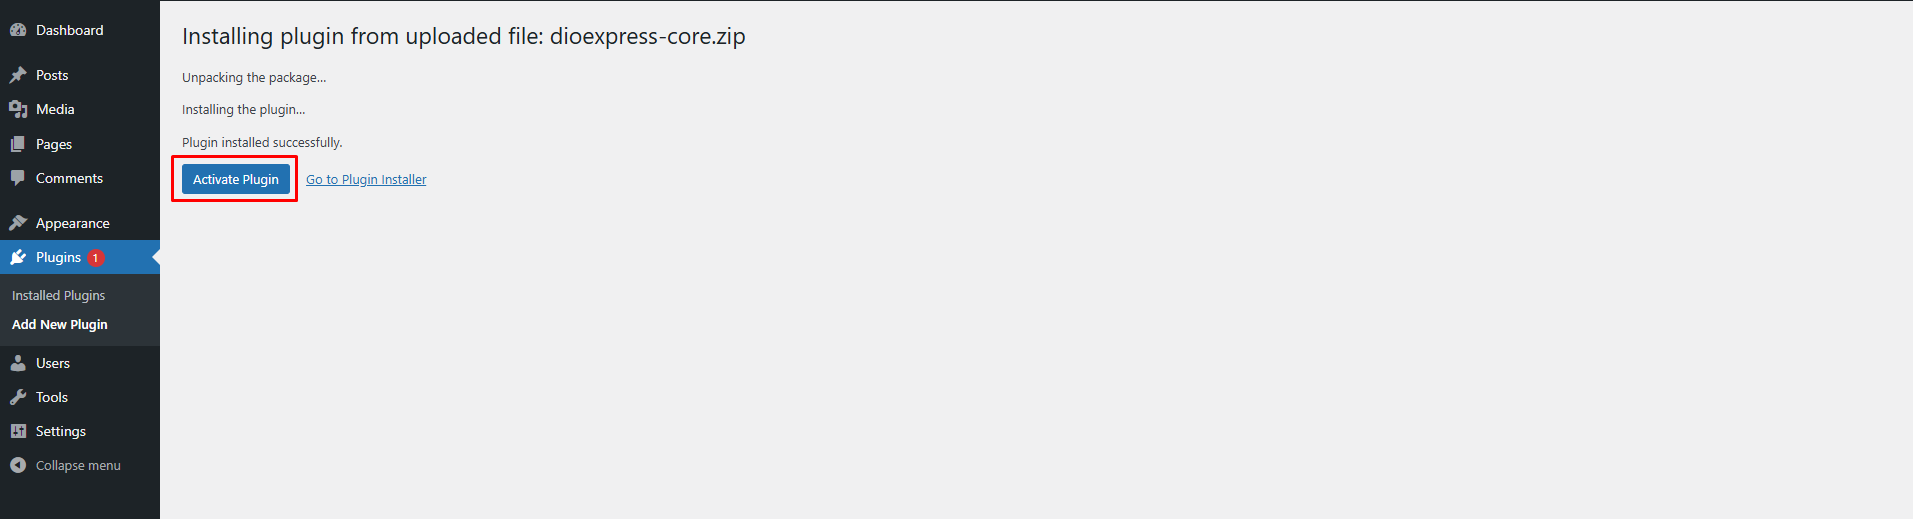 Dashboard
Posts
Media
Pages
Comments
Appearance
Plugins 1
Installed Plugins
Add New Plugin
Users
Tools
Settings
Collapse menu
Installing plugin from uploaded file: dioexpress-core.zip
Unpacking the package...
Installing the plugin...
Plugin installed successfully.
Activate Plugin Go to Plugin Installer